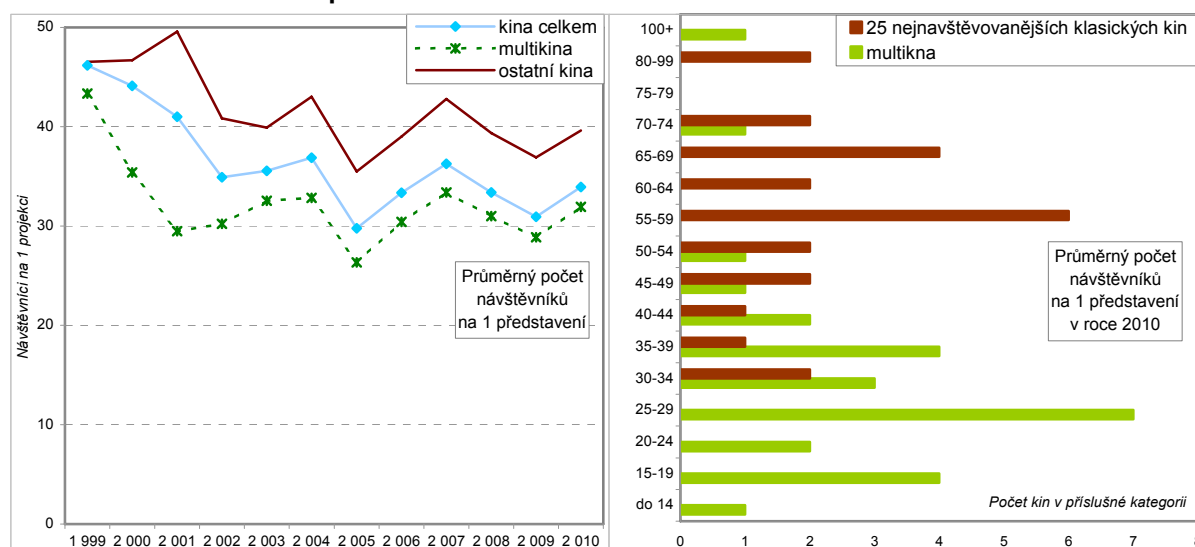 50
40
30
20
10
0
Návštěvníci na 1 projekci
kina celkem
multikina
ostatní kina
Průměrný počet
návštěvníků
na 1 představení
1 999 2 000 2 001 2 002 2 003 2 004 2 005 2 006 2 007 2 008 2 009 2 010
100+
80-99
75-79
70-74
65-69
60-64
55-59
50-54
45-49
40-44
35-39
30-34
25-29
20-24
15-19
do 14
25 nejnavštěvovanějších klasických kin
multikna
Průměrný počet
návštěvníků
na 1 představení
v roce 2010
Počet kin v příslušné kategorii
0 1 2 3 4 5 6 7 8